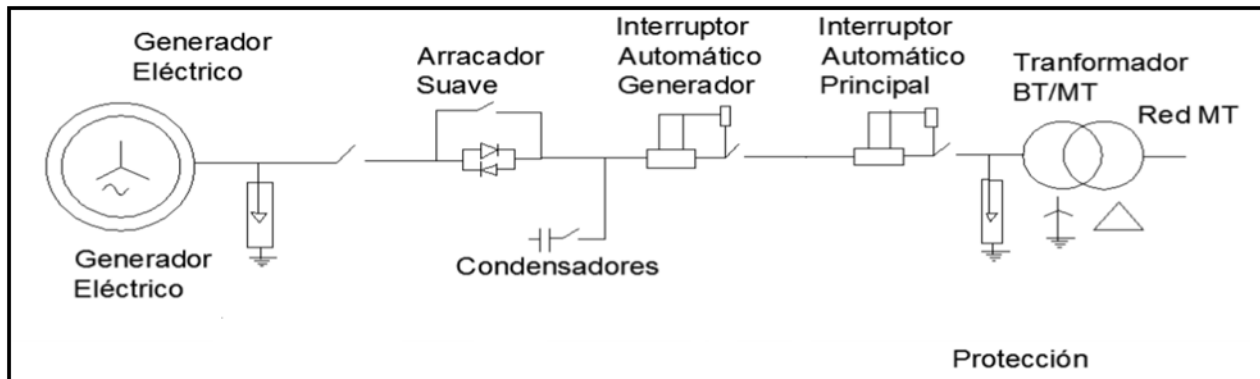 Generador
Eléctrico
Arracador
Suave
Interruptor
Automático
Generador
Interruptor
Automático
Principal
Tranformador
BT/MT
Red MT
Generador
Eléctrico
Condensadores
Protección